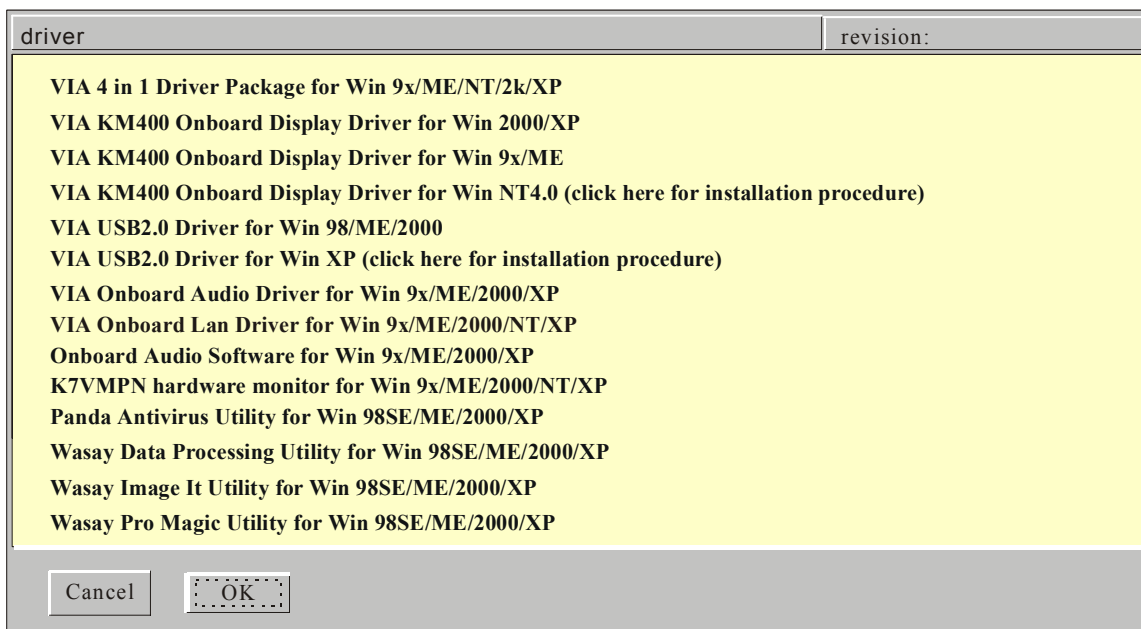 driver revision:
VIA 4 in 1 Driver Package for Win 9x/ME/NT/2k/XP
VIA KM400 Onboard Display Driver for Win 2000/XP
VIA KM400 Onboard Display Driver for Win 9x/ME
VIA KM400 Onboard Display Driver for Win NT4.0 (click here for installation procedure)
VIA USB2.0 Driver for Win 98/ME/2000
VIA USB2.0 Driver for Win XP (click here for installation procedure)
VIA Onboard Audio Driver for Win 9x/ME/2000/XP
VIA Onboard Lan Driver for Win 9x/ME/2000/NT/XP
Onboard Audio Software for Win 9x/ME/2000/XP
K7VMPN hardware monitor for Win 9x/ME/2000/NT/XP
Panda Antivirus Utility for Win 98SE/ME/2000/XP
Wasay Data Processing Utility for Win 98SE/ME/2000/XP
Wasay Image It Utility for Win 98SE/ME/2000/XP
Wasay Pro Magic Utility for Win 98SE/ME/2000/XP
Cancel OK